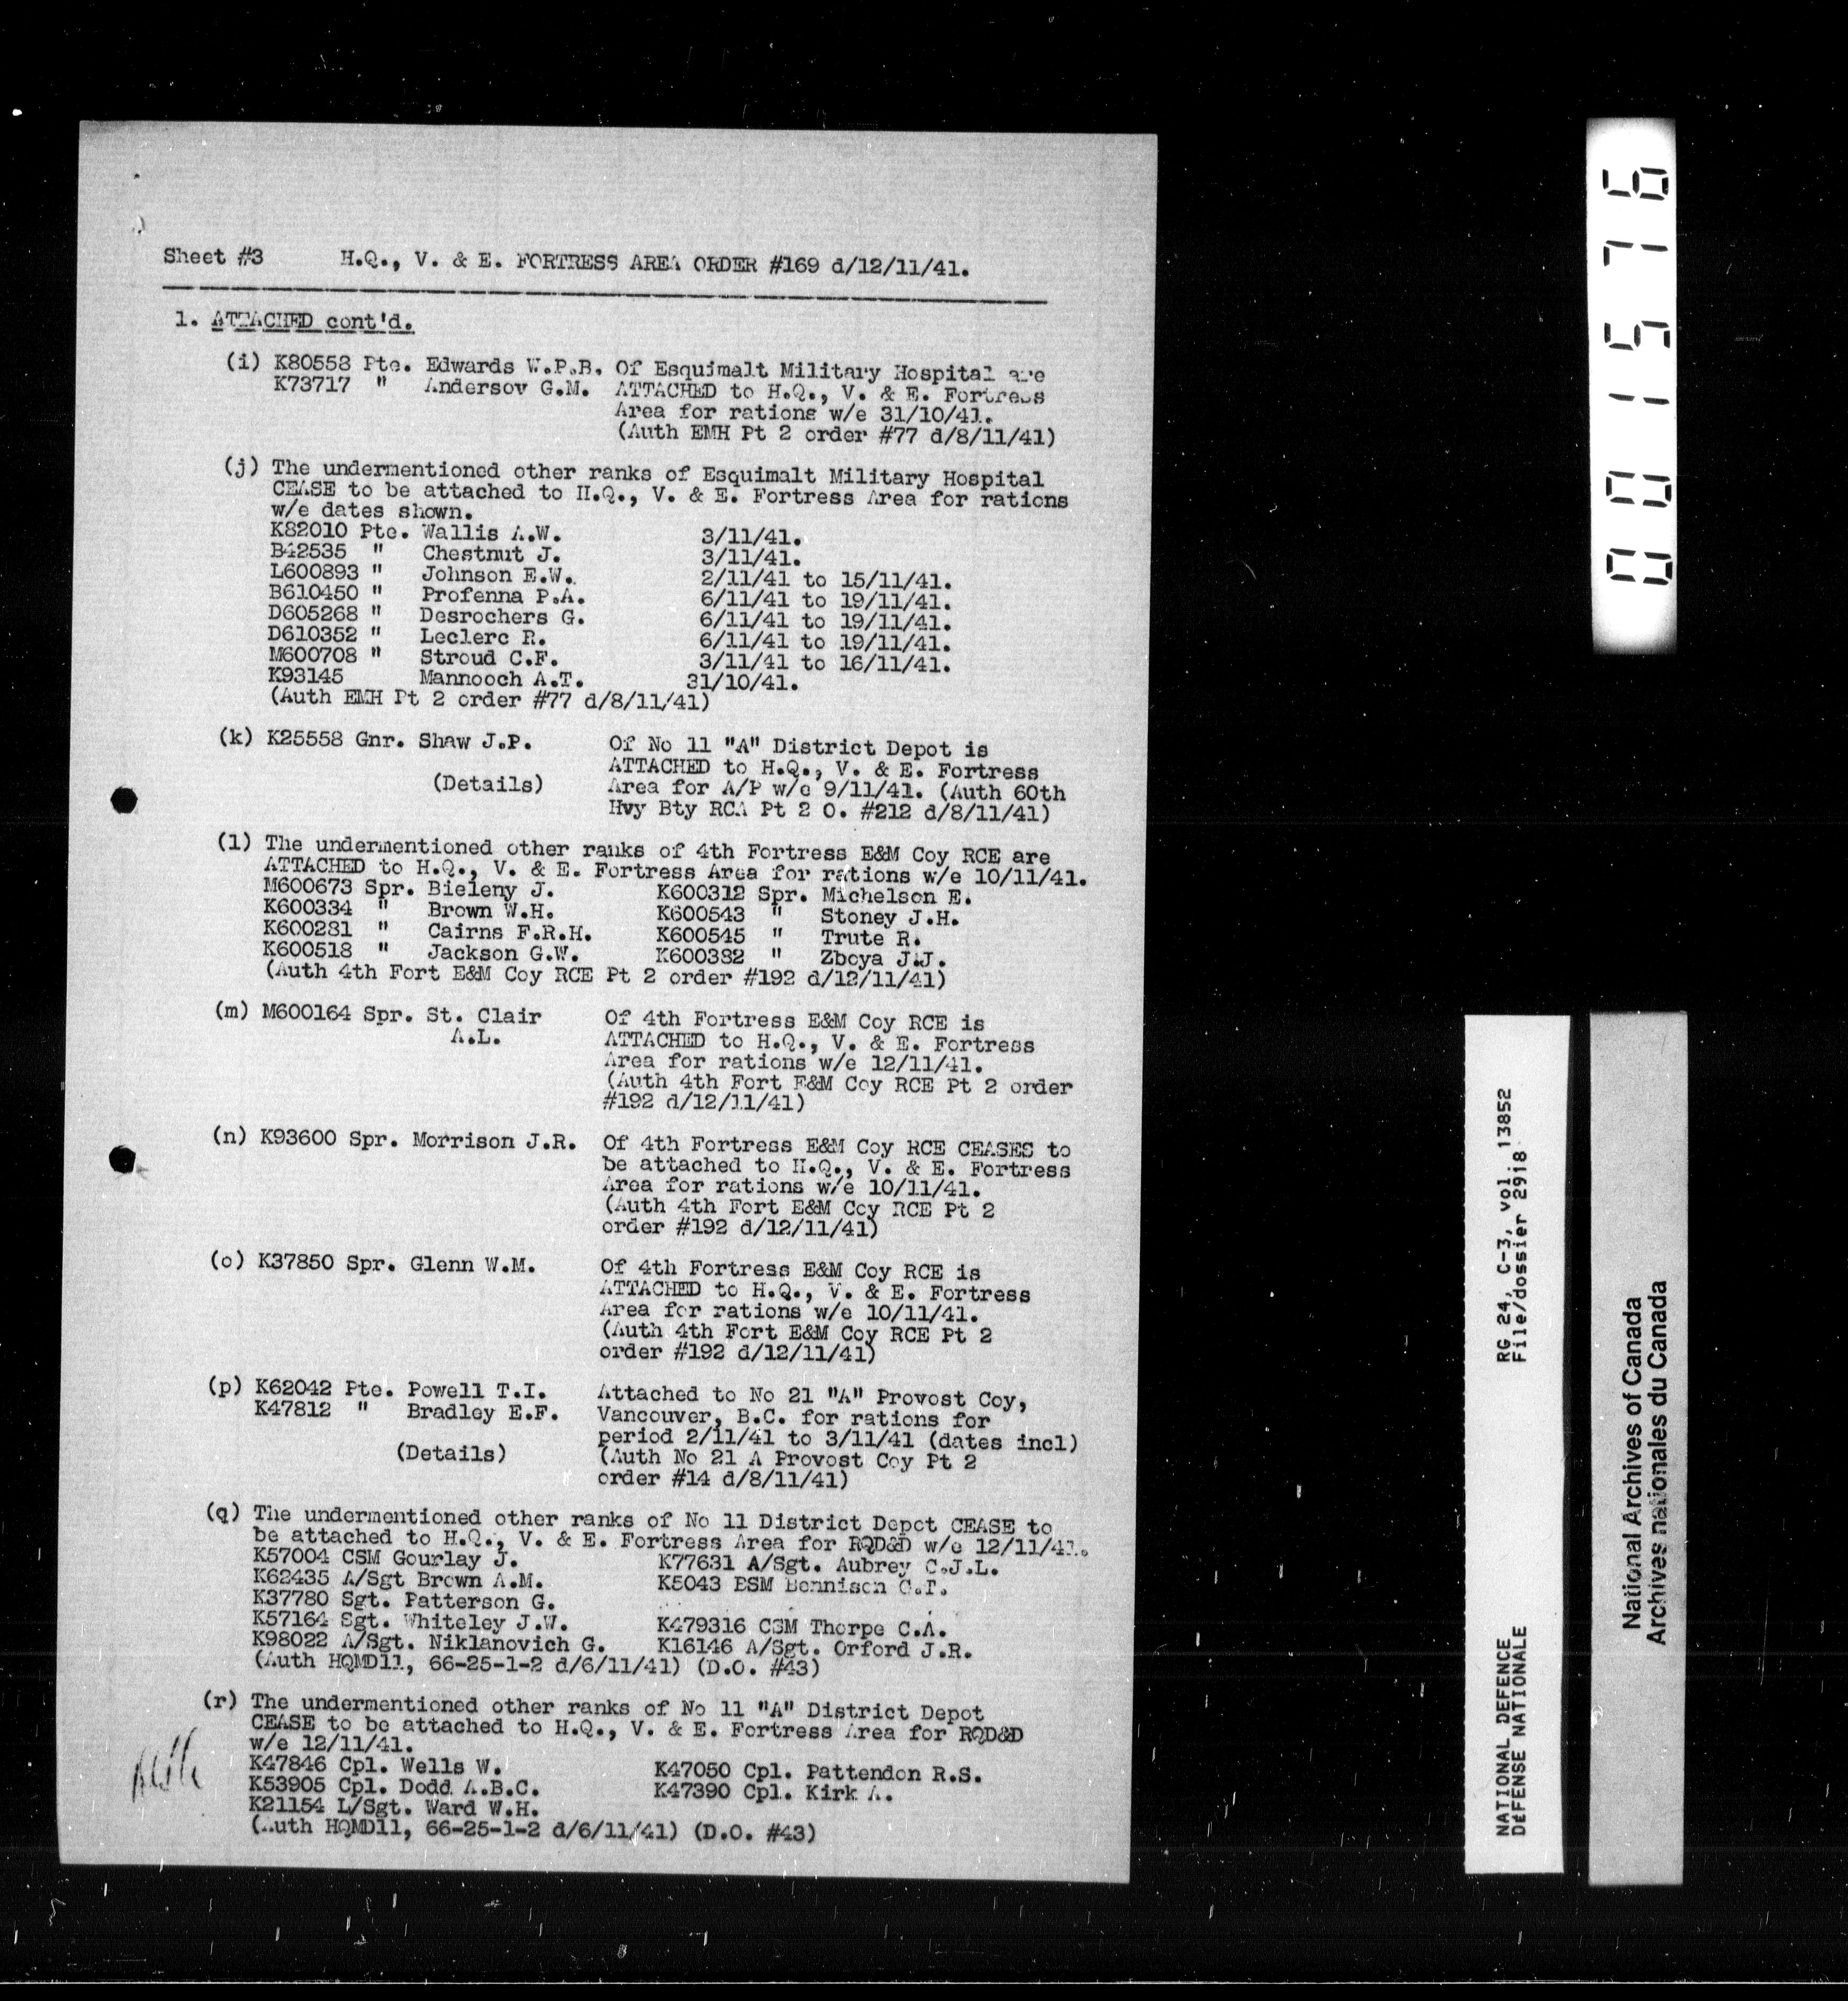 Sheet #3 H.Q., V. & E. FORTRESS AREA ORDER #169 d/12/11/41.
1. ATTACHED cont'd.
(i) K80558 Pte. Edwards W.P.B. Of Esquimalt Military Hospital are
K73717 " Andersov G.M. ATTACHED to H.Q., V. & E. Fortress
Area for rations w/e 31/10/41.
(Auth EMH Pt 2 order #77 d/8/11/41)
(j) The undermentioned other ranks of Esquimalt Military Hospital
CEASE to be attached to H.Q., V. & E. Fortress Area for rations
w/e dates shown.
K82010 Pte. Wallis A.W. 3/11/41.
B42535 " Chestnut J. 3/11/41.
L600893 " Johnson E.W. 2/11/41 to 15/11/41.
B610450 " Profenna P.A. 6/11/41 to 19/11/41.
D605268 " Desrochers G. 6/11/41 to 19/11/41.
D610352 " Leclerc R. 6/11/41 to 19/11/41.
M600708 " Stroud C.F. 3/11/41 to 16/11/41.
K93145 Mannooch A.T. 31/10/41.
(Auth EMH Pt 2 order #77 d/8/11/41)
(k) K25558 Gnr. Shaw J.P. Of No 11 "A" District Depot is
ATTACHED to H.Q., V. & E. Fortress
(Details) Area for A/P w/e 9/11/41. (Auth 60th
Hvy Bty RCA Pt 2 O. #212 d/8/11/41)
(l) The undermentioned other ranks of 4th Fortress E&M Coy RCE are
ATTACHED to H.Q., V. & E. Fortress Area for rations w/e 10/11/41.
M600673 Spr. Bieleny J. K600312 Spr. Michelson E.
K600334 " Brown W.H. K600543 " Stoney J.H.
K600281 " Cairns F.R.H. K600545 " Trute R.
K600518 " Jackson G.W. K600382 " Zboya J.J.
(Auth 4th Fort E&M Coy RCE Pt 2 order #192 d/12/11/41)
(m) M600164 Spr. St. Clair Of 4th Fortress E&M Coy RCE is
A.L. ATTACHED to H.Q., V. & E. Fortress
Area for rations w/e 12/11/41.
(Auth 4th Fort E&M Coy RCE Pt 2 order
#192 d/12/11/41)
(n) K93600 Spr. Morrison J.R. Of 4th Fortress E&M Coy RCE CEASES to
be attached to H.Q., V. & E. Fortress
Area for rations w/e 10/11/41.
(Auth 4th Fort E&M Coy RCE Pt 2
order #192 d/12/11/41)
(o) K37850 Spr. Glenn W.M. Of 4th Fortress E&M Coy RCE is
ATTACHED to H.Q., V. & E. Fortress
Area for rations w/e 10/11/41.
(Auth 4th Fort E&M Coy RCE Pt 2
order #192 d/12/11/41)
(p) K62042 Pte. Powell T.I. Attached to No 21 "A" Provost Coy,
K47812 " Bradley E.F. Vancouver, B.C. for rations for
period 2/11/41 to 3/11/41 (dates incl)
(Details) (Auth No 21 A Provost Coy Pt 2
order #14 d/8/11/41)
(q) The undermentioned other ranks of No 11 District Depot CEASE to
be attached to H.Q., V. & E. Fortress Area for RQD&D w/e 12/11/41.
K57004 CSM Gourlay J. K77631 A/Sgt. Aubrey C.J.L.
K62435 A/Sgt Brown A.M. K5043 BSM Bennison
K37780 Sgt. Patterson G.
K57164 Sgt. Whiteley J.W. K479316 CSM Thorpe C.A.
K98022 A/Sgt. Niklanovich G. K16146 A/Sgt. Orford J.R.
(Auth HQMD11, 66-25-1-2 d/6/11/41) (D.O. #43)
(r) The undermentioned other ranks of No 11 "A" District Depot
CEASE to be attached to H.Q., V. & E. Fortress Area for RQD&D
w/e 12/11/41.
K47846 Cpl. Wells W. K47050 Cpl. Pattendon R.S.
K53905 Cpl. Dodd A.B.C. K47390 Cpl. Kirk A.
K21154 L/Sgt. Ward W.H.
(Auth HQMD11, 66-25-1-2 d/6/11/41) (D.O. #43)
001576
RG 24, C-3, vol. 13852
File/dossier 2918
NATIONAL DEFENCE
DÉFENSE NATIONALE
National Archives of Canada
Archives nationales du Canada